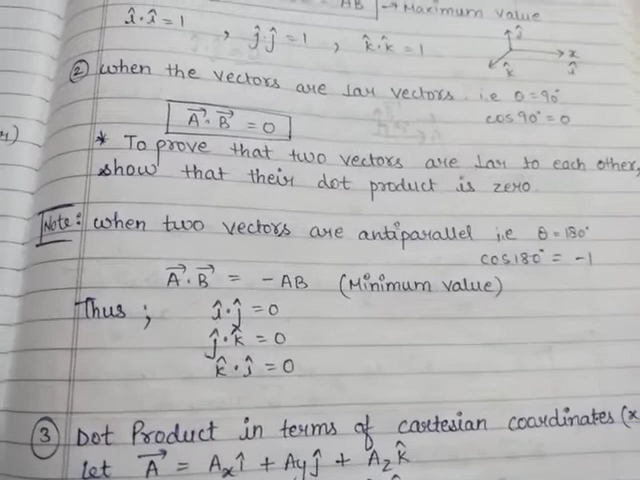 AB → Maximum value
î·î = 1 , ĵ·ĵ = 1 , k̂·k̂ = 1
x
ĵ
k̂
î
② when the vectors are ⊥ar vectors i.e θ = 90°
cos 90° = 0
A⃗·B⃗ = 0
* To prove that two vectors are ⊥ar to each other,
show that their dot product is zero.
Note: when two vectors are antiparallel i.e θ = 180°
cos 180° = -1
A⃗·B⃗ = - AB (Minimum value)
Thus ; î·ĵ = 0
ĵ·k̂ = 0
k̂·ĵ = 0
③ Dot Product in terms of cartesian coordinates (x
Let A⃗ = Axî + Ayĵ + Azk̂